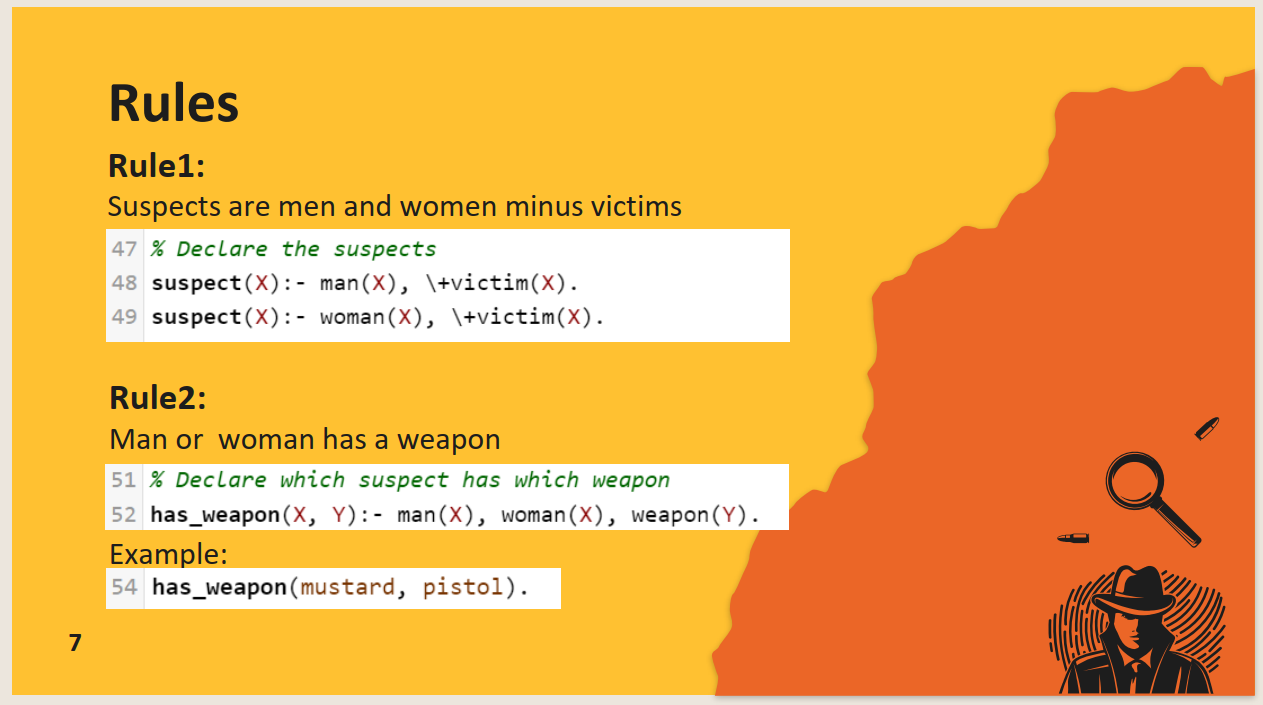 Rules
Rule1:
Suspects are men and women minus victims
47 % Declare the suspects
48 suspect(X):- man(X), \+victim(X).
49 suspect(X):- woman(X), \+victim(X).
Rule2:
Man or  woman has a weapon
51 % Declare which suspect has which weapon
52 has_weapon(X, Y):- man(X), woman(X), weapon(Y).
Example:
54 has_weapon(mustard, pistol).
7